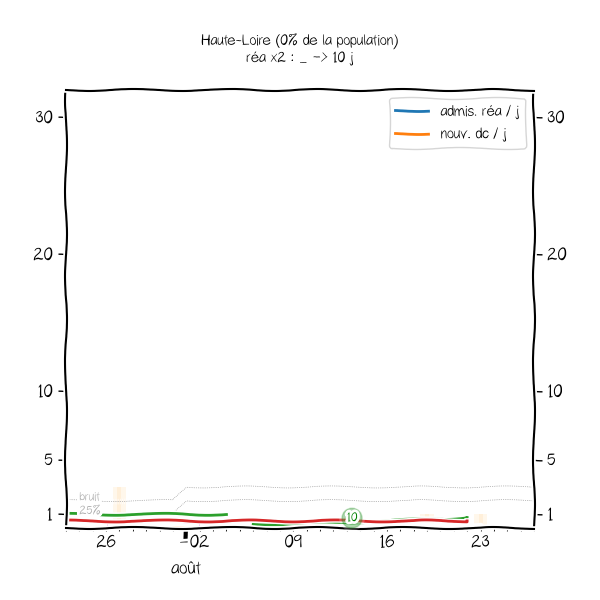 Haute-Loire (0% de la population)
réa x2 : _ -> 10 j
admis. réa / j
nouv. dc / j
30
30
20
20
10
10
5
5
bruit
25%
1
10
1
26
02
09
16
23
août